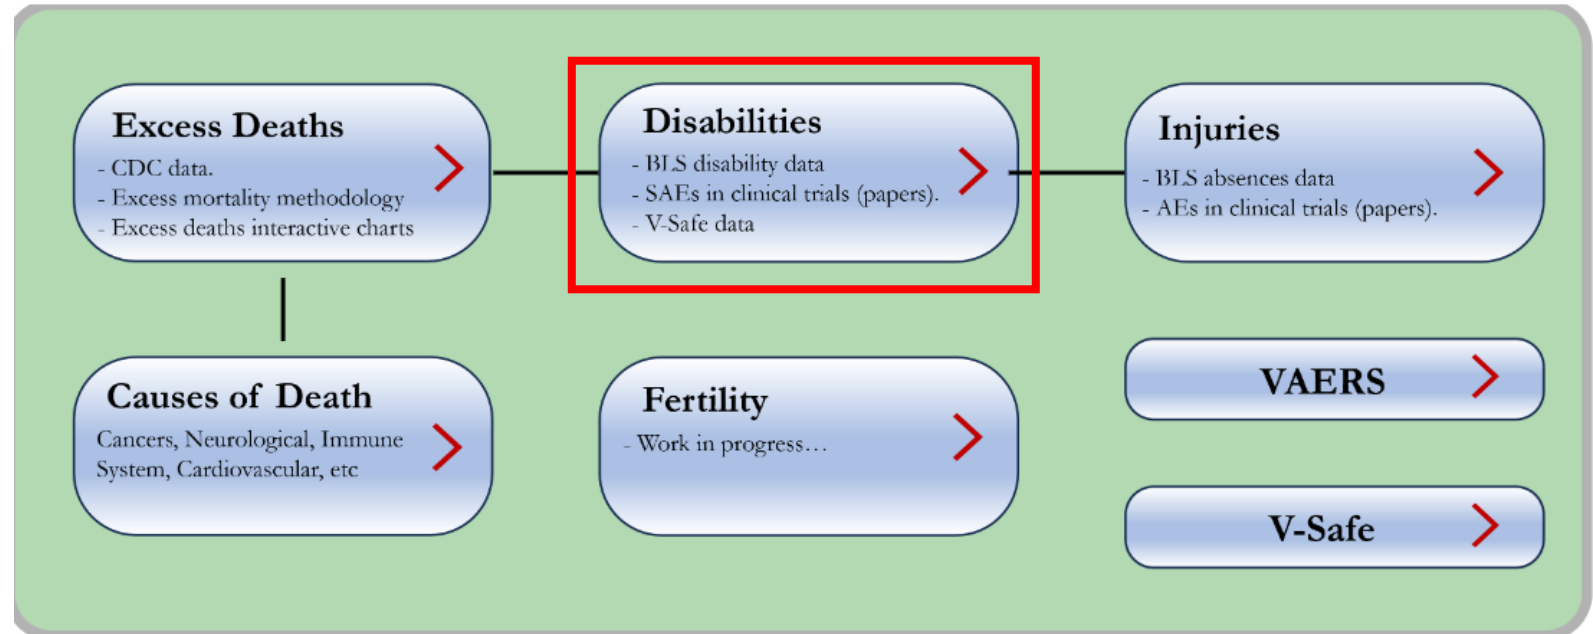 Excess Deaths
- CDC data.
- Excess mortality methodology
- Excess deaths interactive charts
Disabilities
- BLS disability data
- SAEs in clinical trials (papers).
- V-Safe data
Injuries
- BLS absences data
- AEs in clinical trials (papers).
Causes of Death
Cancers, Neurological, Immune
System, Cardiovascular, etc
Fertility
- Work in progress…
VAERS
V-Safe